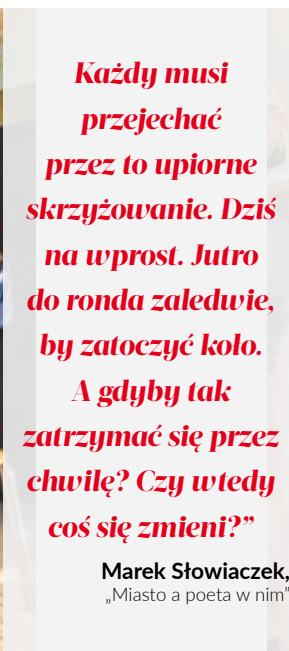 Każdy musi
przejechać
przez to upiorne
skrzyżowanie. Dziś
na wprost. Jutro
do ronda zaledwie,
by zatoczyć koło.
A gdyby tak
zatrzymać się przez
chwilę? Czy wtedy
coś się zmieni?”
Marek Słowiaczek,
„Miasto a poeta w nim”